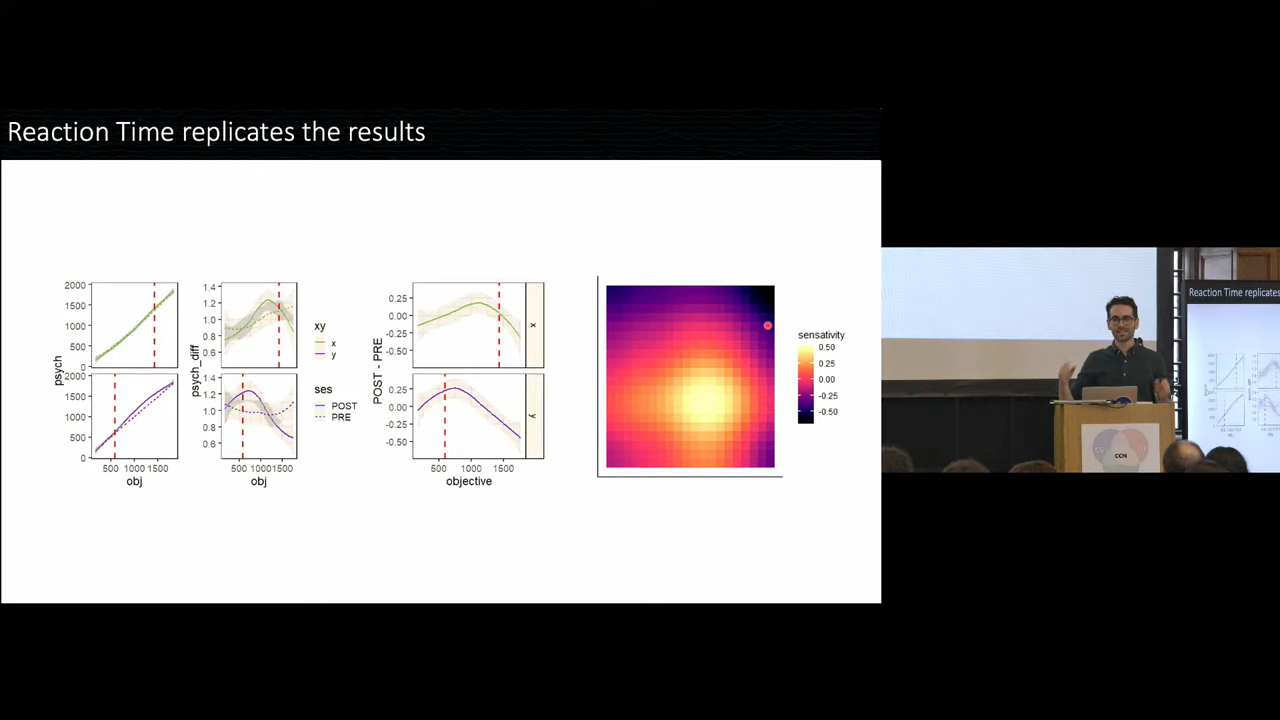 Reaction Time replicates the results
psych
2000
1500
1000
500
0
2000
1500
1000
500
0
500 1000 1500
obj
psych_diff
1.4
1.2
1.0
0.8
0.6
1.4
1.2
1.0
0.8
0.6
500 1000 1500
obj
xy
x
y
ses
POST
PRE
POST - PRE
0.25
0.00
-0.25
-0.50
0.25
0.00
-0.25
-0.50
x
y
500 1000 1500
objective
sensativity
0.50
0.25
0.00
-0.25
-0.50
Reaction Time replicates
CCN